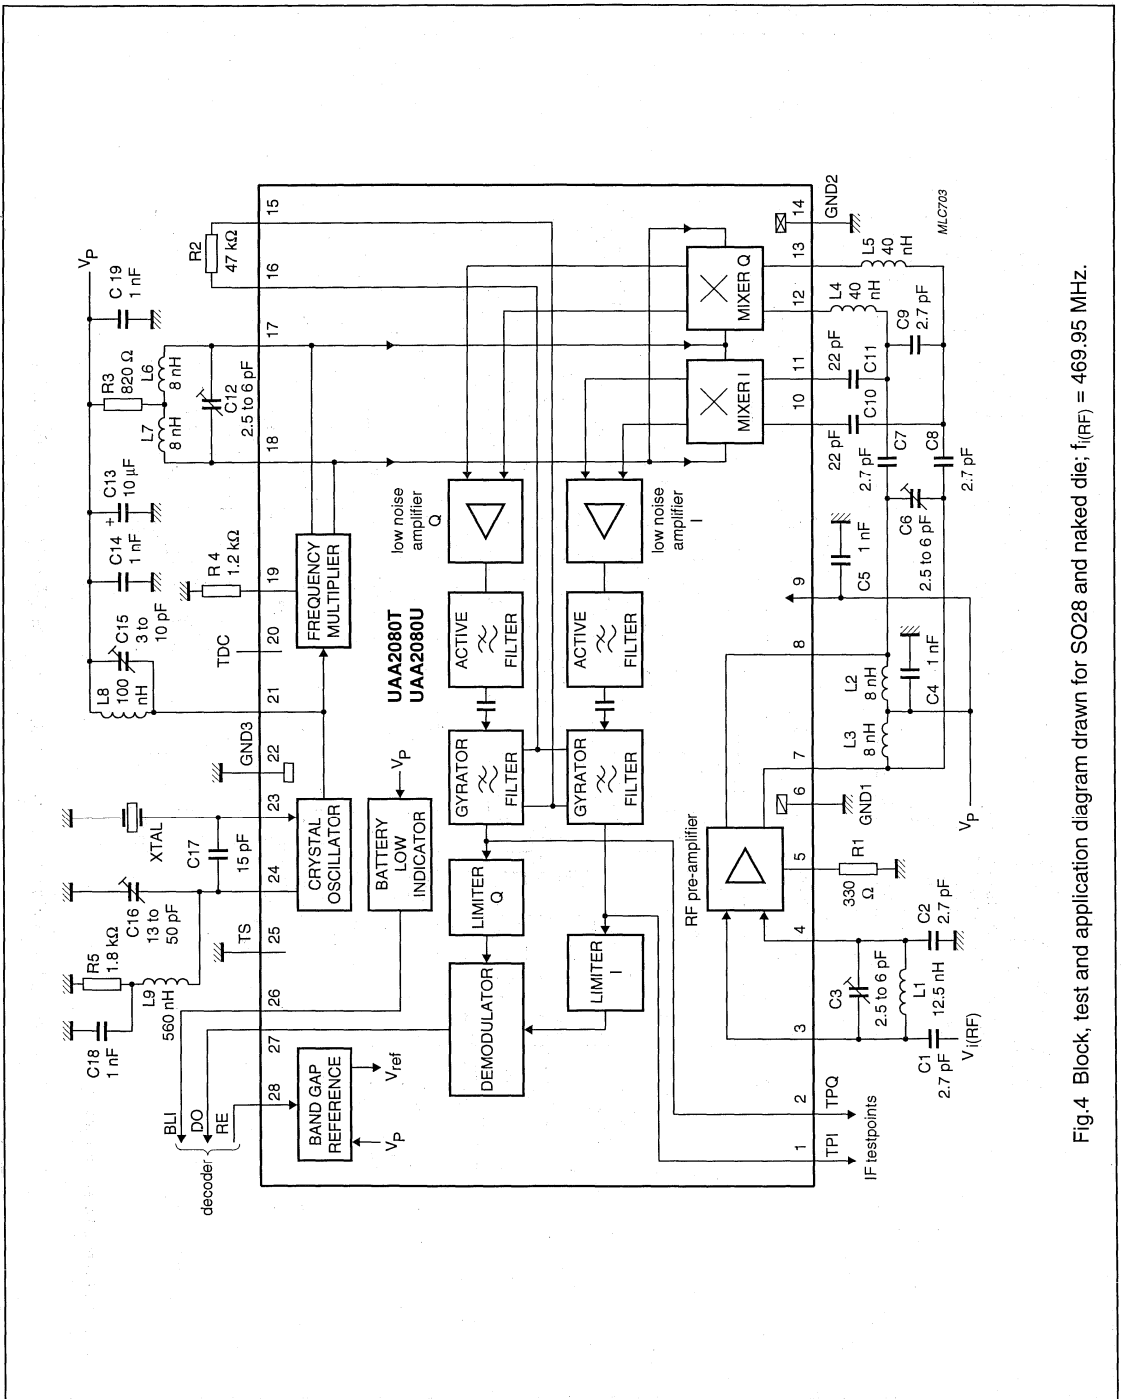 VP
C 19
1 nF
R3
820 Ω
L6
8 nH
L7
8 nH
C12
2.5 to 6 pF
R2
47 kΩ
C13
10 µF
+
C14
1 nF
C15
3 to
10 pF
L8
100
nH
R 4
1.2 kΩ
TDC
GND3
XTAL
C17
15 pF
C16
13 to
50 pF
TS
R5
1.8 kΩ
L9
560 nH
C18
1 nF
BLI
DO
RE
decoder
28
27
26
25
24
23
22
21
20
19
18
17
16
15
BAND GAP
REFERENCE
VP
Vref
CRYSTAL
OSCILLATOR
BATTERY
LOW
INDICATOR
VP
FREQUENCY
MULTIPLIER
UAA2080T
UAA2080U
DEMODULATOR
LIMITER
Q
LIMITER
I
GYRATOR
FILTER
GYRATOR
FILTER
ACTIVE
FILTER
ACTIVE
FILTER
low noise
amplifier
Q
low noise
amplifier
I
MIXER I
MIXER Q
RF pre-amplifier
1
2
3
4
5
6
7
8
9
10
11
12
13
14
TPI
TPQ
IF testpoints
C1
2.7 pF
Vi(RF)
C3
2.5 to 6 pF
L1
12.5 nH
C2
2.7 pF
R1
330
Ω
GND1
VP
L3
8 nH
L2
8 nH
C4
1 nF
C5
1 nF
C6
2.5 to 6 pF
C7
2.7 pF
C8
2.7 pF
22 pF
C10
22 pF
C11
C9
2.7 pF
L4
40
nH
L5
40
nH
GND2
MLC703
Fig.4 Block, test and application diagram drawn for SO28 and naked die; fi(RF) = 469.95 MHz.